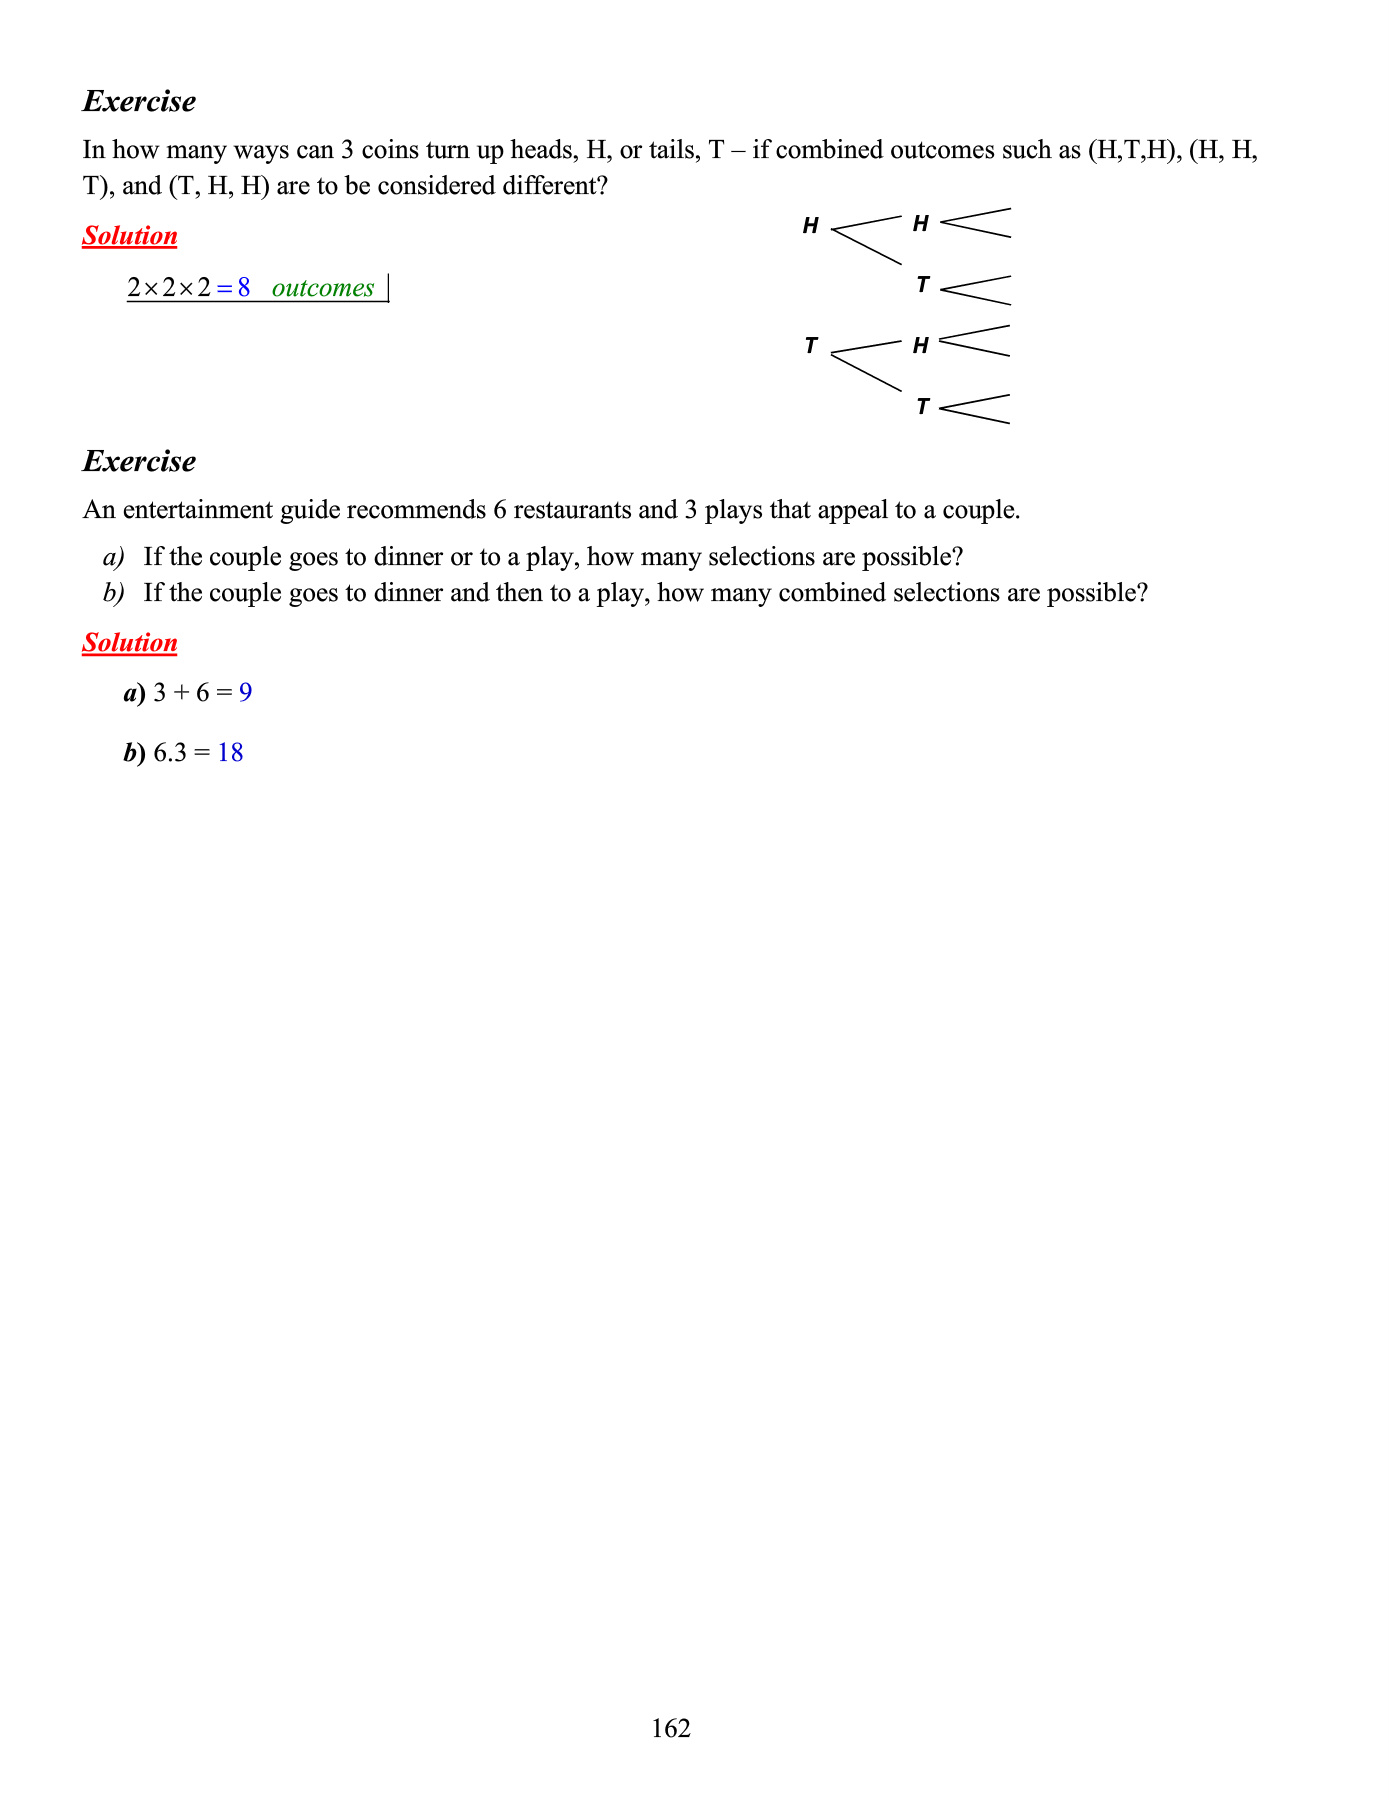 Exercise
In how many ways can 3 coins turn up heads, H, or tails, T – if combined outcomes such as (H,T,H), (H, H,
T), and (T, H, H) are to be considered different?
Solution
2×2×2=8 outcomes
H H
T
T H
T
Exercise
An entertainment guide recommends 6 restaurants and 3 plays that appeal to a couple.
a) If the couple goes to dinner or to a play, how many selections are possible?
b) If the couple goes to dinner and then to a play, how many combined selections are possible?
Solution
a) 3 + 6 = 9
b) 6.3 = 18
162